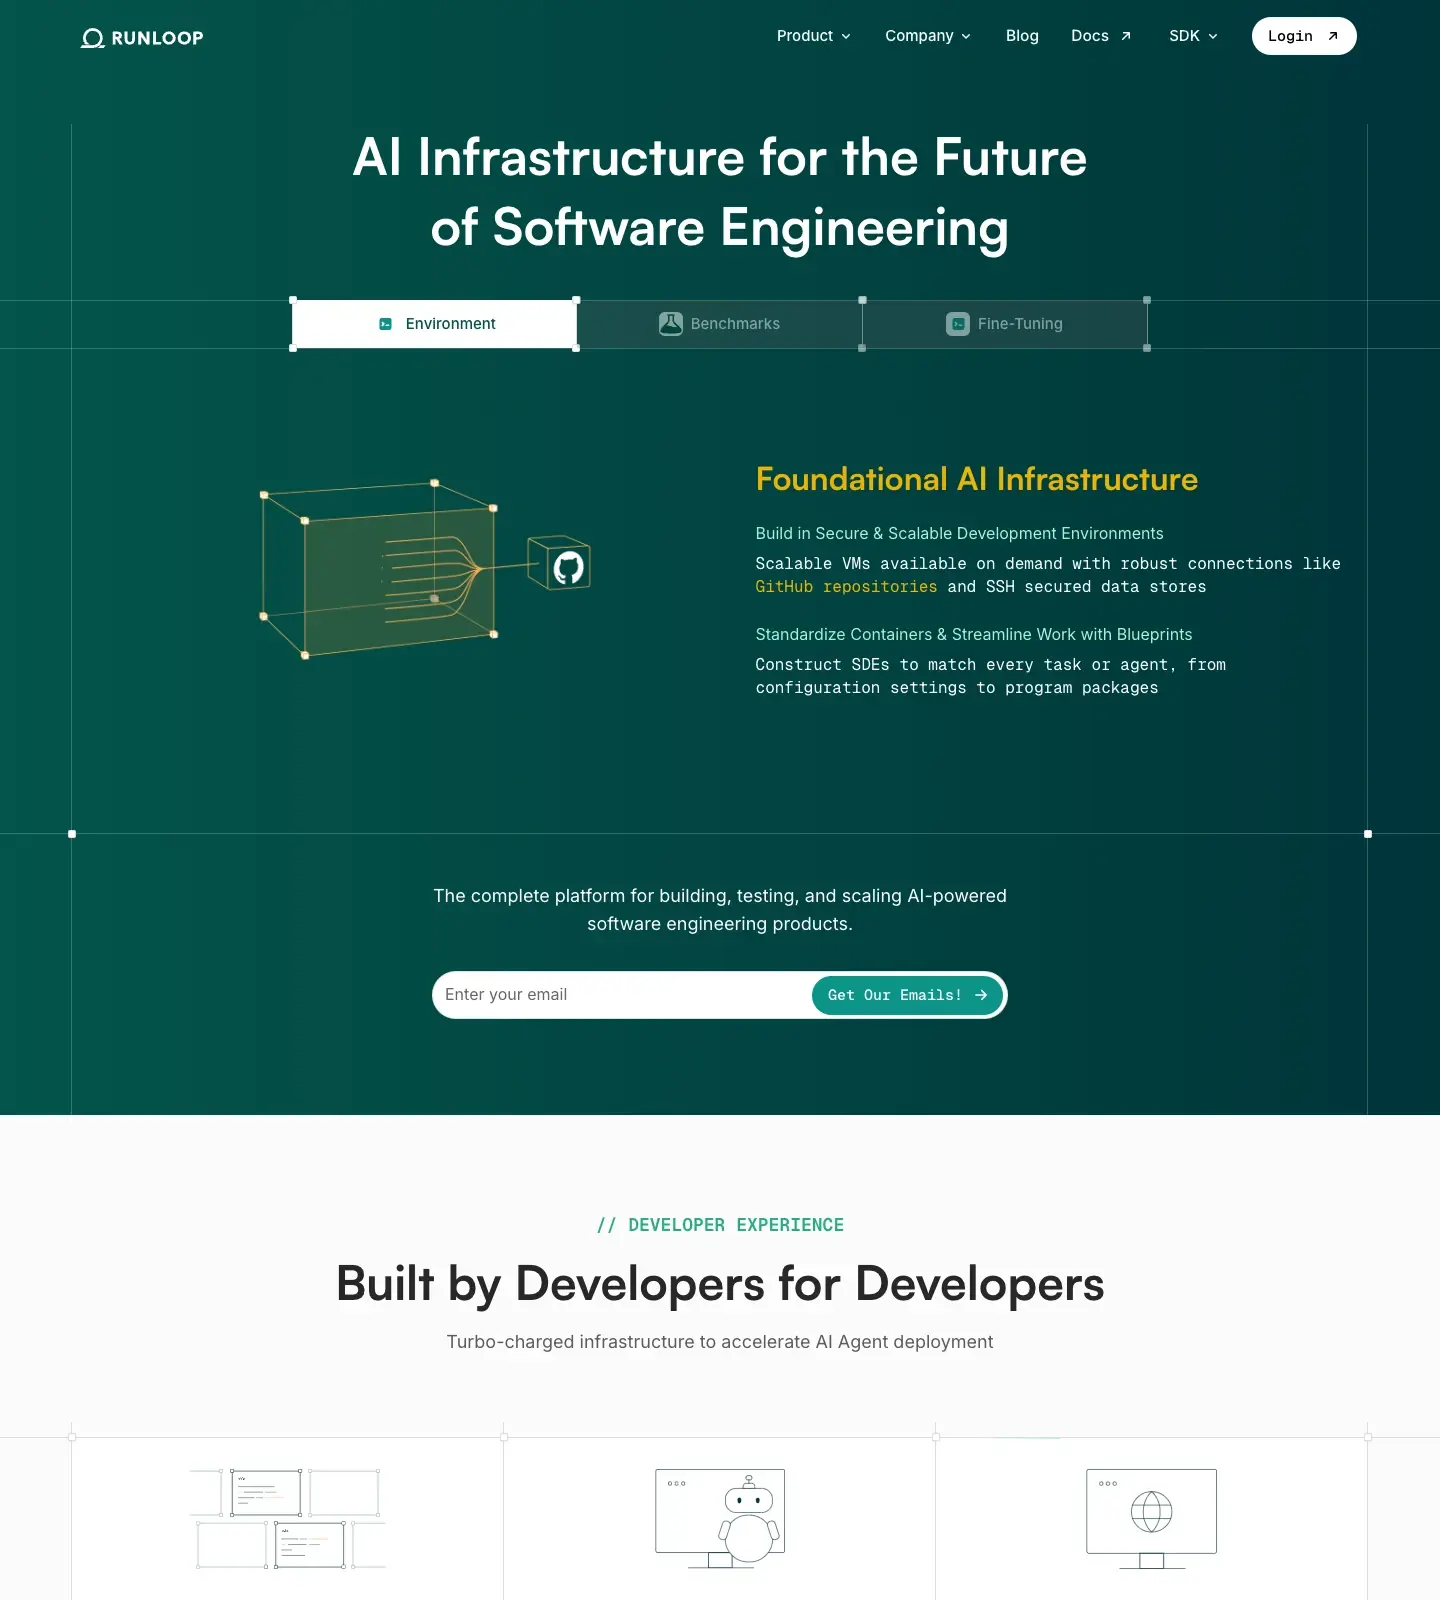 RUNLOOP
Product
Company
Blog
Docs
SDK
Login
AI Infrastructure for the Future
of Software Engineering
Environment
Benchmarks
Fine-Tuning
Foundational AI Infrastructure
Build in Secure & Scalable Development Environments
Scalable VMs available on demand with robust connections like
GitHub repositories and SSH secured data stores
Standardize Containers & Streamline Work with Blueprints
Construct SDEs to match every task or agent, from
configuration settings to program packages
The complete platform for building, testing, and scaling AI-powered
software engineering products.
Enter your email
Get Our Emails!
// DEVELOPER EXPERIENCE
Built by Developers for Developers
Turbo-charged infrastructure to accelerate AI Agent deployment